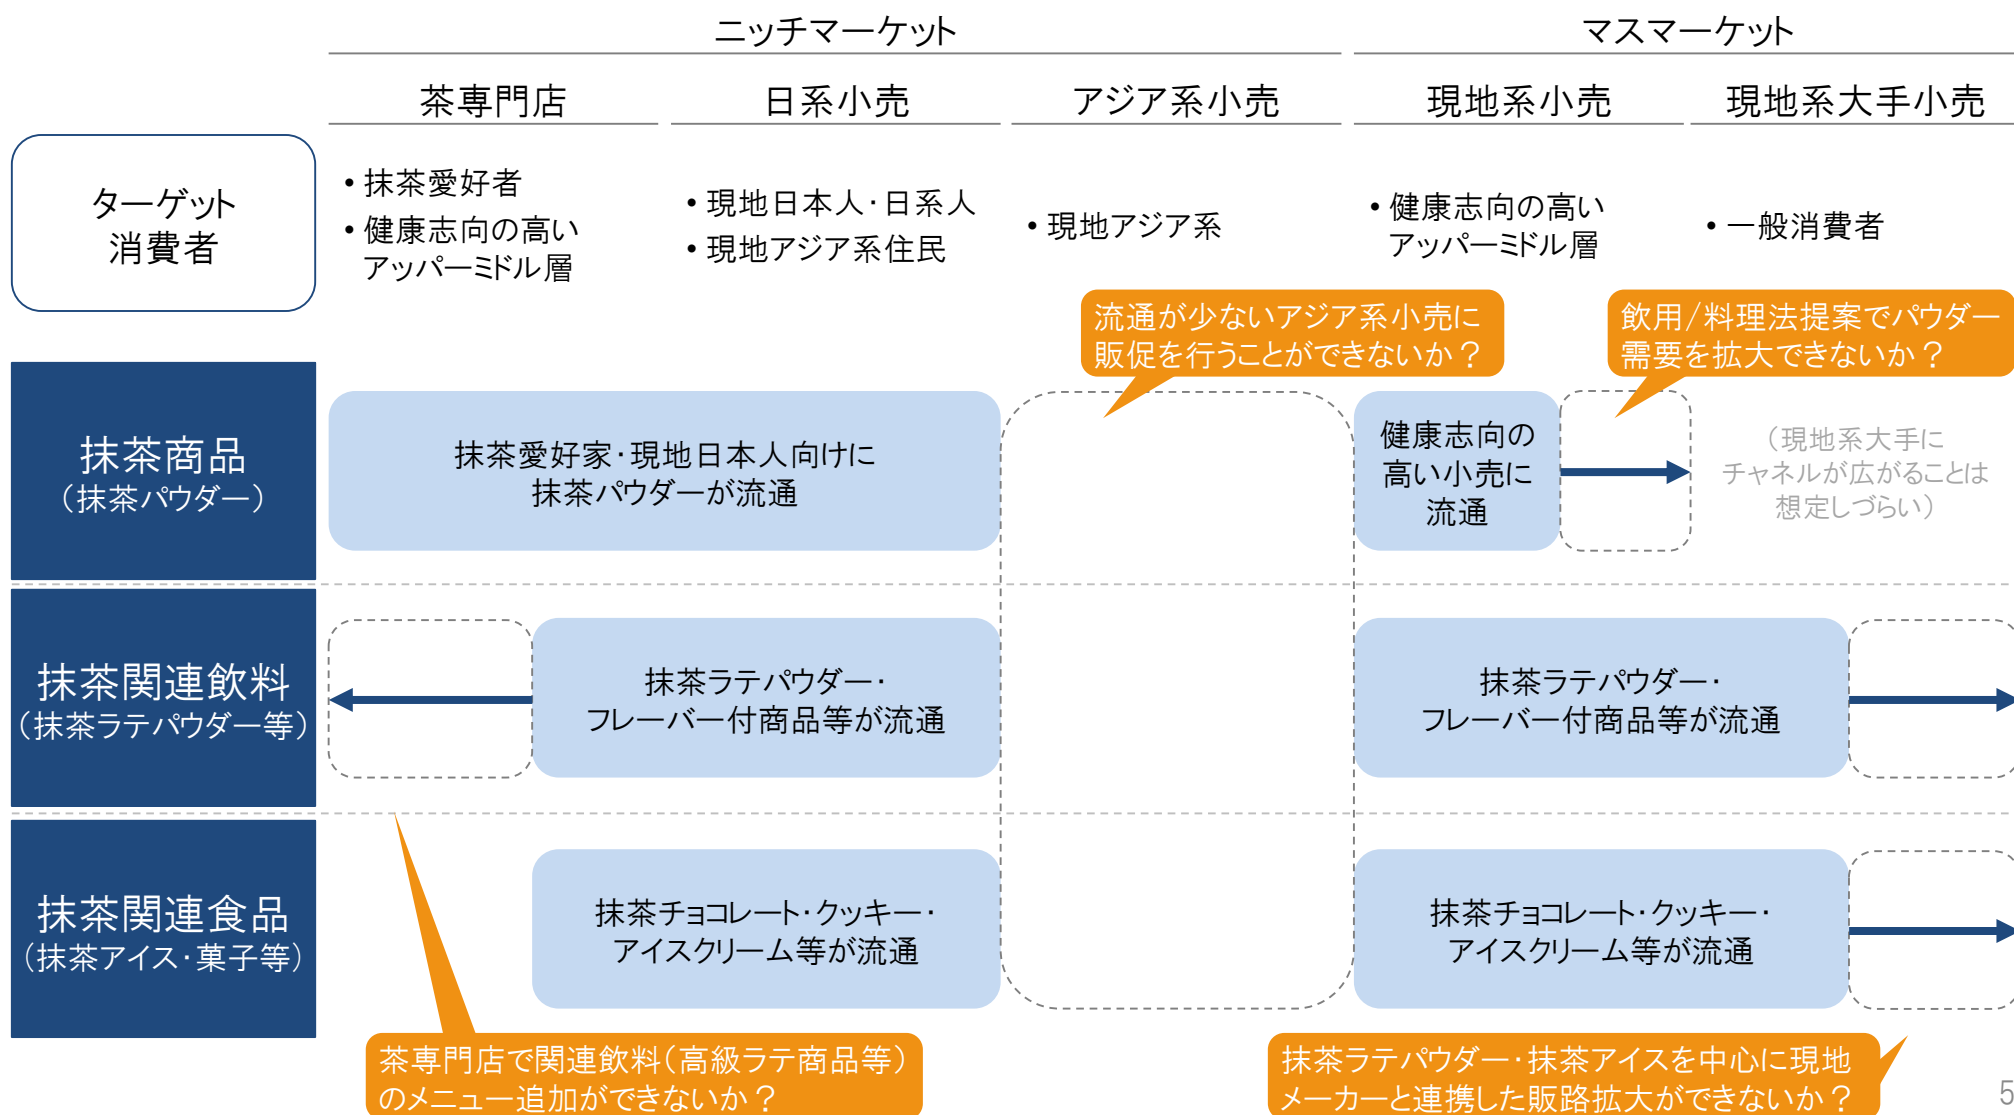 ニッチマーケット
マスマーケット
茶専門店
日系小売
アジア系小売
現地系小売
現地系大手小売
ターゲット
消費者
• 抹茶愛好者
• 健康志向の高い
アッパーミドル層
• 現地日本人・日系人
• 現地アジア系住民
• 現地アジア系
• 健康志向の高い
アッパーミドル層
• 一般消費者
流通が少ないアジア系小売に
販促を行うことができないか？
飲用/料理法提案でパウダー
需要を拡大できないか？
抹茶商品
（抹茶パウダー）
抹茶愛好家・現地日本人向けに
抹茶パウダーが流通
健康志向の
高い小売に
流通
（現地系大手に
チャネルが広がることは
想定しづらい）
抹茶関連飲料
（抹茶ラテパウダー等）
抹茶ラテパウダー・
フレーバー付商品等が流通
抹茶ラテパウダー・
フレーバー付商品等が流通
抹茶関連食品
（抹茶アイス・菓子等）
抹茶チョコレート・クッキー・
アイスクリーム等が流通
抹茶チョコレート・クッキー・
アイスクリーム等が流通
茶専門店で関連飲料（高級ラテ商品等）
のメニュー追加ができないか？
抹茶ラテパウダー・抹茶アイスを中心に現地
メーカーと連携した販路拡大ができないか？
5